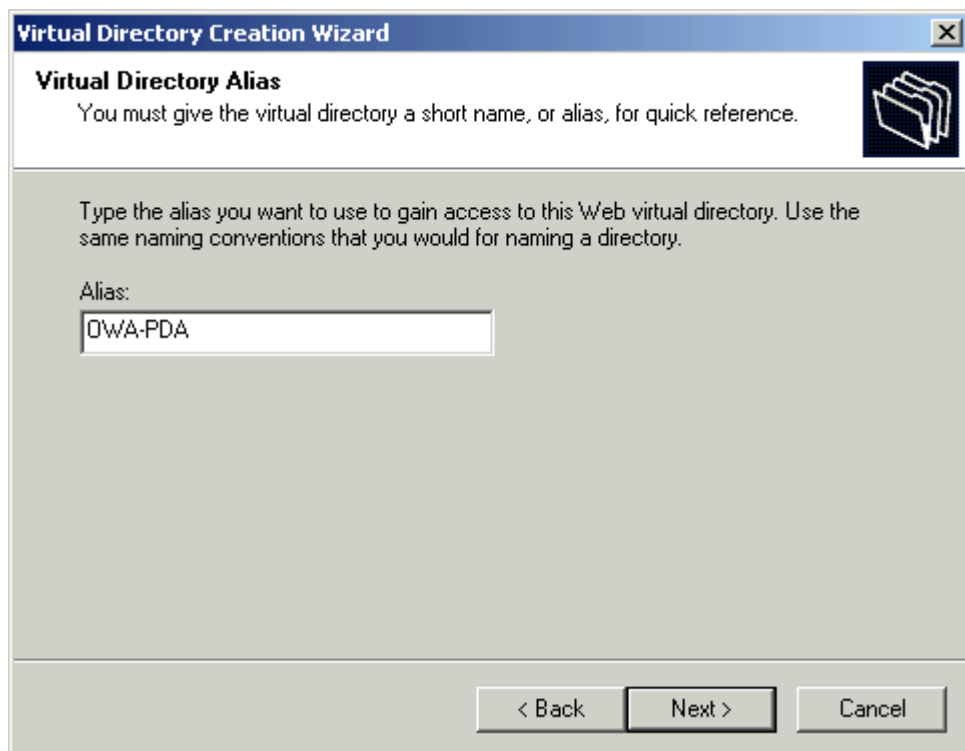 Virtual Directory Creation Wizard
Virtual Directory Alias
You must give the virtual directory a short name, or alias, for quick reference.
Type the alias you want to use to gain access to this Web virtual directory. Use the
same naming conventions that you would for naming a directory.
Alias:
OWA-PDA
< Back Next > Cancel